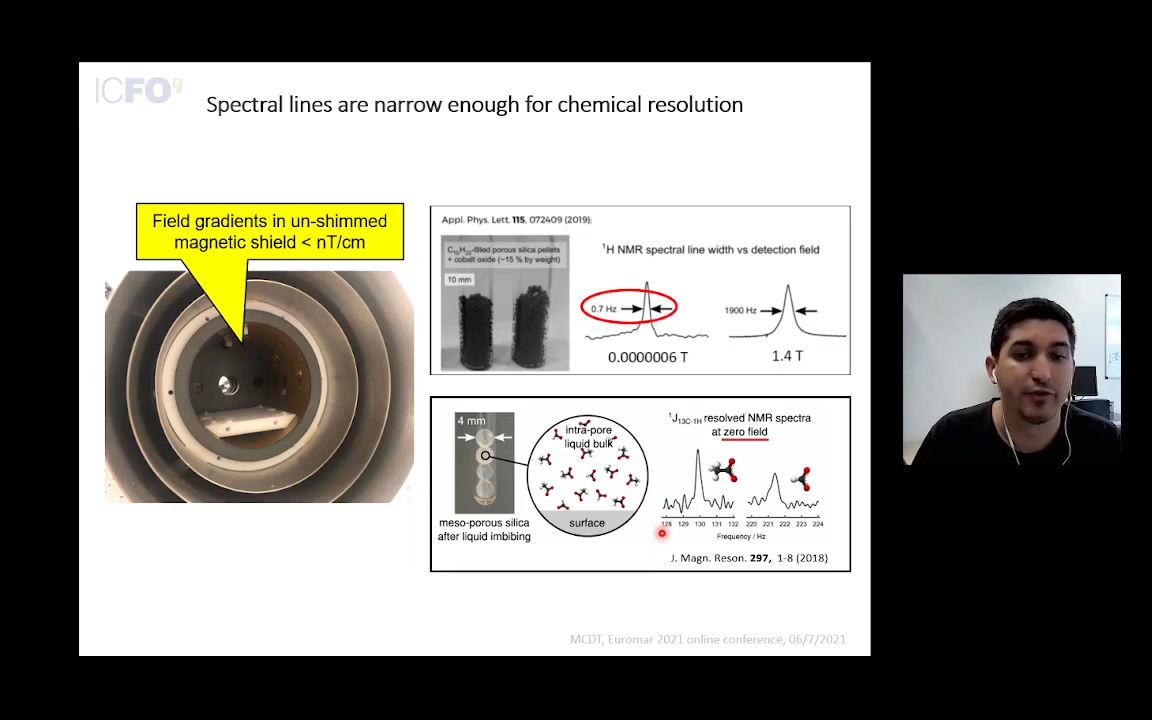 ICFO
Spectral lines are narrow enough for chemical resolution
Field gradients in un-shimmed
magnetic shield < nT/cm
Appl. Phys. Lett. 115, 072409 (2019);
-filled porous silica pellets
+ cobalt oxide (~15 % by weight)
10 mm
¹H NMR spectral line width vs detection field
0.7 Hz
1900 Hz
0.0000006 T
1.4 T
4 mm
intra-pore
liquid bulk
surface
meso-porous silica
after liquid imbibing
¹J13C-1H resolved NMR spectra
at zero field
128 129 130 131 132
220 221 222 223 224
Frequency / Hz
J. Magn. Reson. 297, 1-8 (2018)
MCDT, Euromar 2021 online conference, 06/7/2021